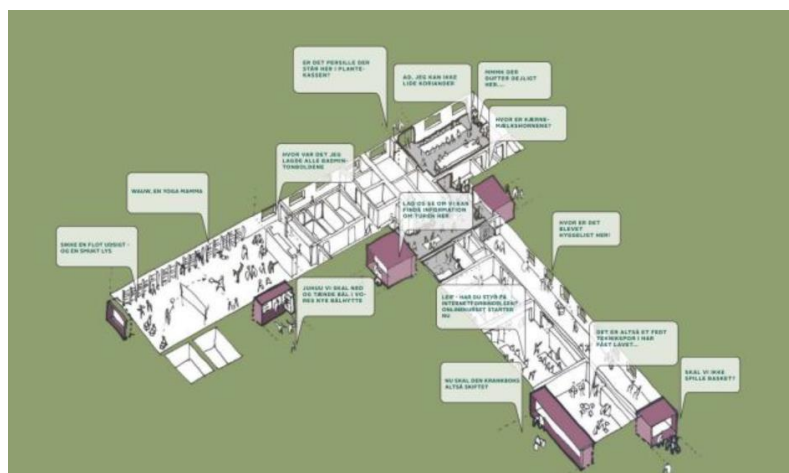 ER DET PERSILLE DER
STÅR HER I PLANTE-
KASSEN?
AD, JEG KAN IKKE
LIDE KORIANDER
MMMM DER
DUFTER DEJLIGT
HER....
HVOR ER KÆRNE-
MÆLKSHORNENE?
HVOR VAR DET JEG
LAGDE ALLE BADMIN-
TONBOLDENE
WAUW, EN YOGA MAMMA
LAD OS SE OM VI KAN
FINDE INFORMATION
OM TUREN HER
HVOR ER DET
BLEVET
HYGGELIGT HER!
SIKKE EN FLOT UDSIGT -
OG EN SMUKT LYS
JUHUU VI SKAL NED
OG TÆNDE BÅL I VO-
RES NYE BÅLHYTTE
LEIF - HAR DU STYR PÅ
INTERNETFORBINDELSEN?
ONLINEKURSET STARTER
NU
DET ER ALTSÅ ET FEDT
I HAR
FÅET LAVET...
NU SKAL DEN KRANKBOKS
ALTSÅ SKIFTES
SKAL VI IKKE
SPILLE BASKET?